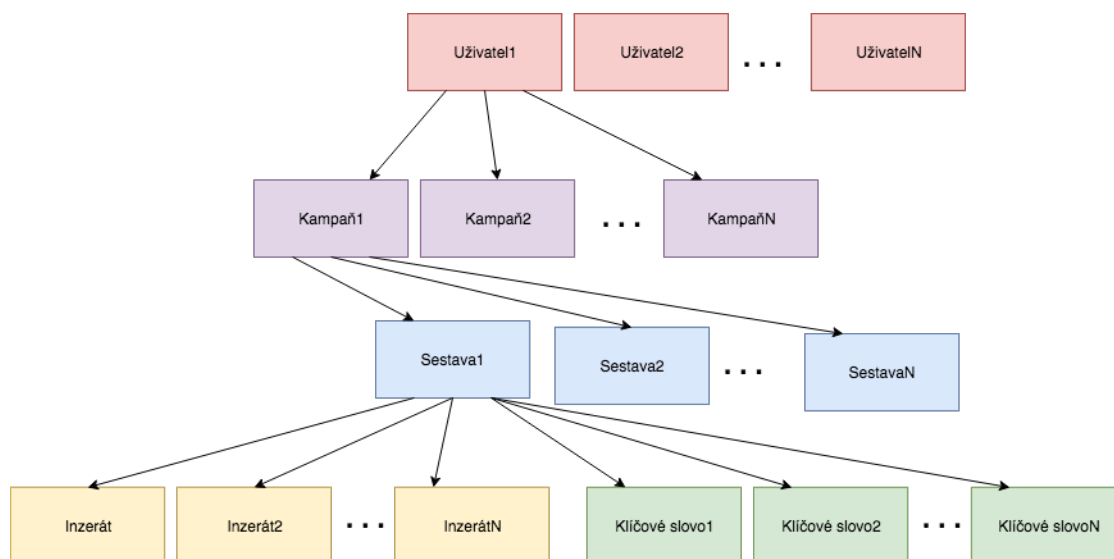 Uživatel1
Uživatel2
...
UživatelN
Kampaň1
Kampaň2
...
KampaňN
Sestava1
Sestava2
...
SestavaN
Inzerát
Inzerát2
...
InzerátN
Klíčové slovo1
Klíčové slovo2
...
Klíčové slovoN